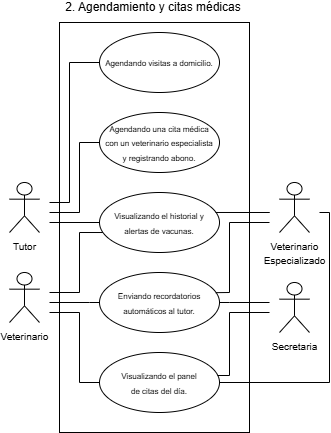 2. Agendamiento y citas médicas
Agendando visitas a domicilio.
Agendando una cita médica
con un veterinario especialista
y registrando abono.
Visualizando el historial y
alertas de vacunas.
Tutor
Veterinario
Especializado
Enviando recordatorios
automáticos al tutor.
Veterinario
Secretaria
Visualizando el panel
de citas del día.